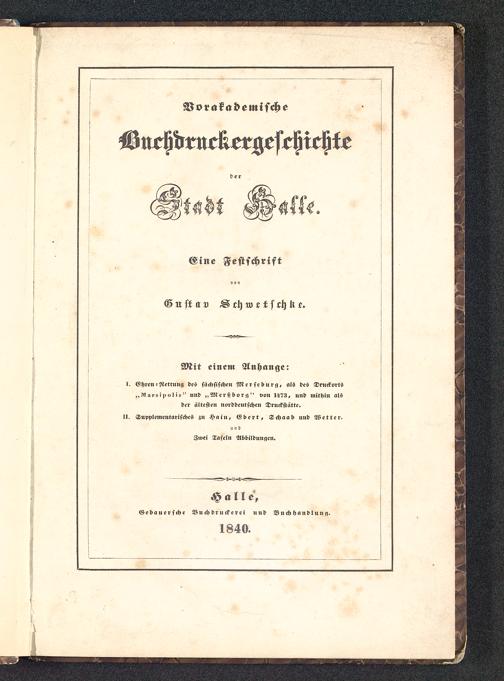 Vorakademische
Buchdruckergeschichte
der
Stadt Halle.
Eine Festschrift
von
Gustav Schwetschke.
Mit einem Anhange:
I. Ehren-Rettung des sächsischen Merseburg, als des Druckorts
„Marsipolis" und „Merßborg" von 1473, und mithin als
der ältesten norddeutschen Druckstätte.
II. Supplementarisches zu Hain, Ebert, Schaab und Wetter.
und
Zwei Tafeln Abbildungen.
Halle,
Gebauersche Buchdruckerei und Buchhandlung.
1840.